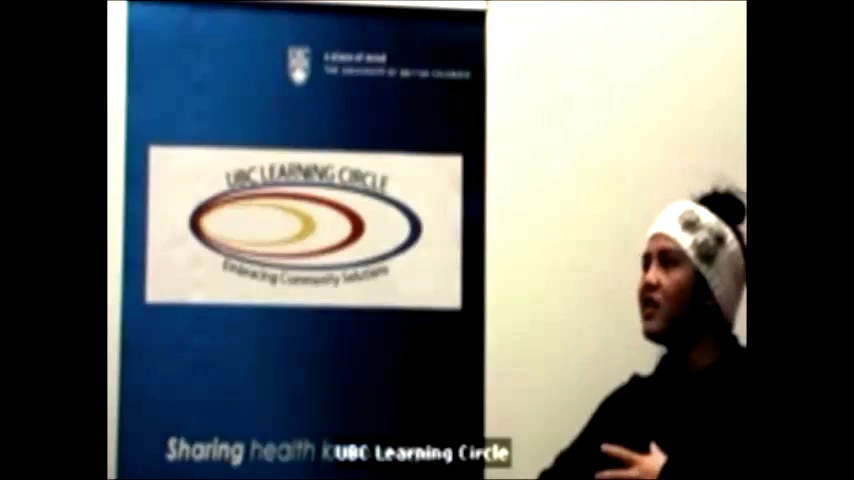 UBC
a place of mind
THE UNIVERSITY OF BRITISH COLUMBIA
UBC LEARNING CIRCLE
Embracing Community Solutions
Sharing health k
UBC Learning Circle